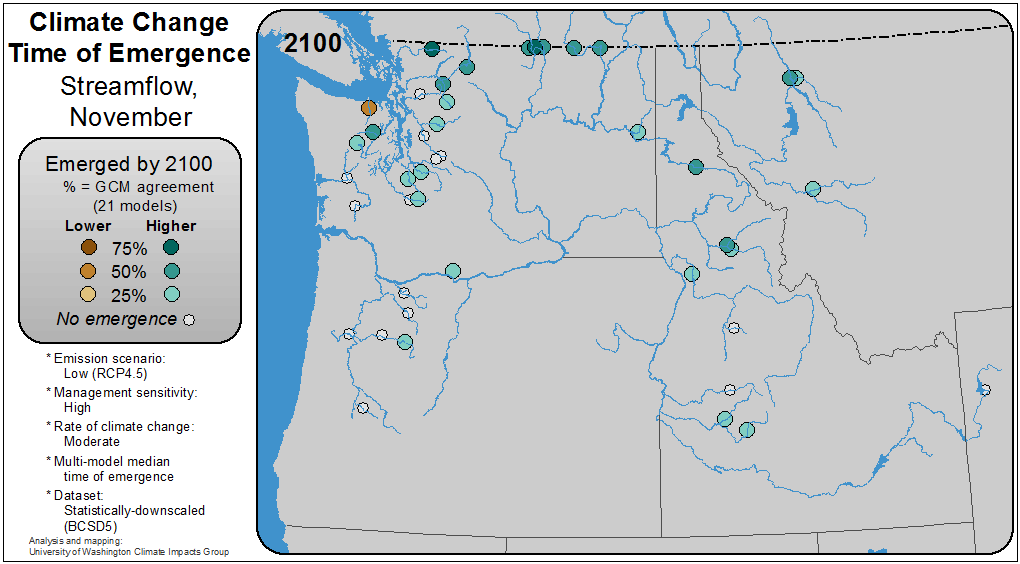 Climate Change
Time of Emergence
Streamflow,
November
Emerged by 2100
% = GCM agreement
(21 models)
Lower Higher
75%
50%
25%
No emergence
* Emission scenario:
Low (RCP4.5)
* Management sensitivity:
High
* Rate of climate change:
Moderate
* Multi-model median
time of emergence
* Dataset:
Statistically-downscaled
(BCSD5)
Analysis and mapping:
University of Washington Climate Impacts Group
2100